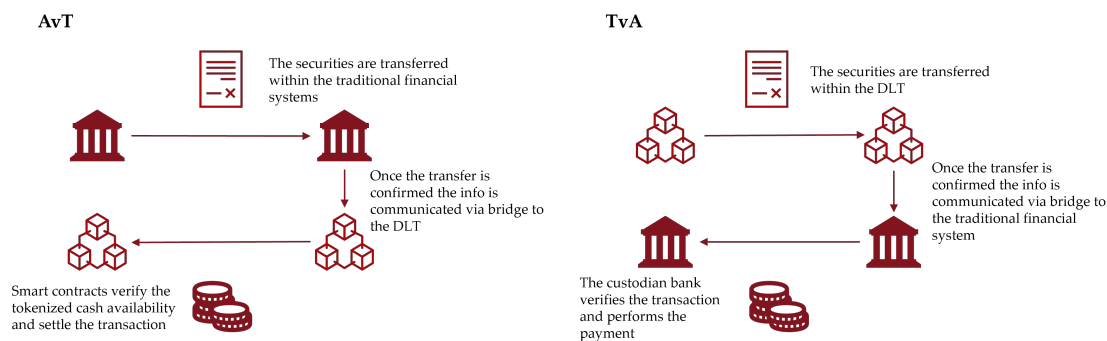 AvT
The securities are transferred
within the traditional financial
systems
Once the transfer is
confirmed the info is
communicated via bridge to
the DLT
Smart contracts verify the
tokenized cash availability
and settle the transaction
TvA
The securities are transferred
within the DLT
Once the transfer is
confirmed the info is
communicated via bridge to
the traditional financial
system
The custodian bank
verifies the transaction
and performs the
payment